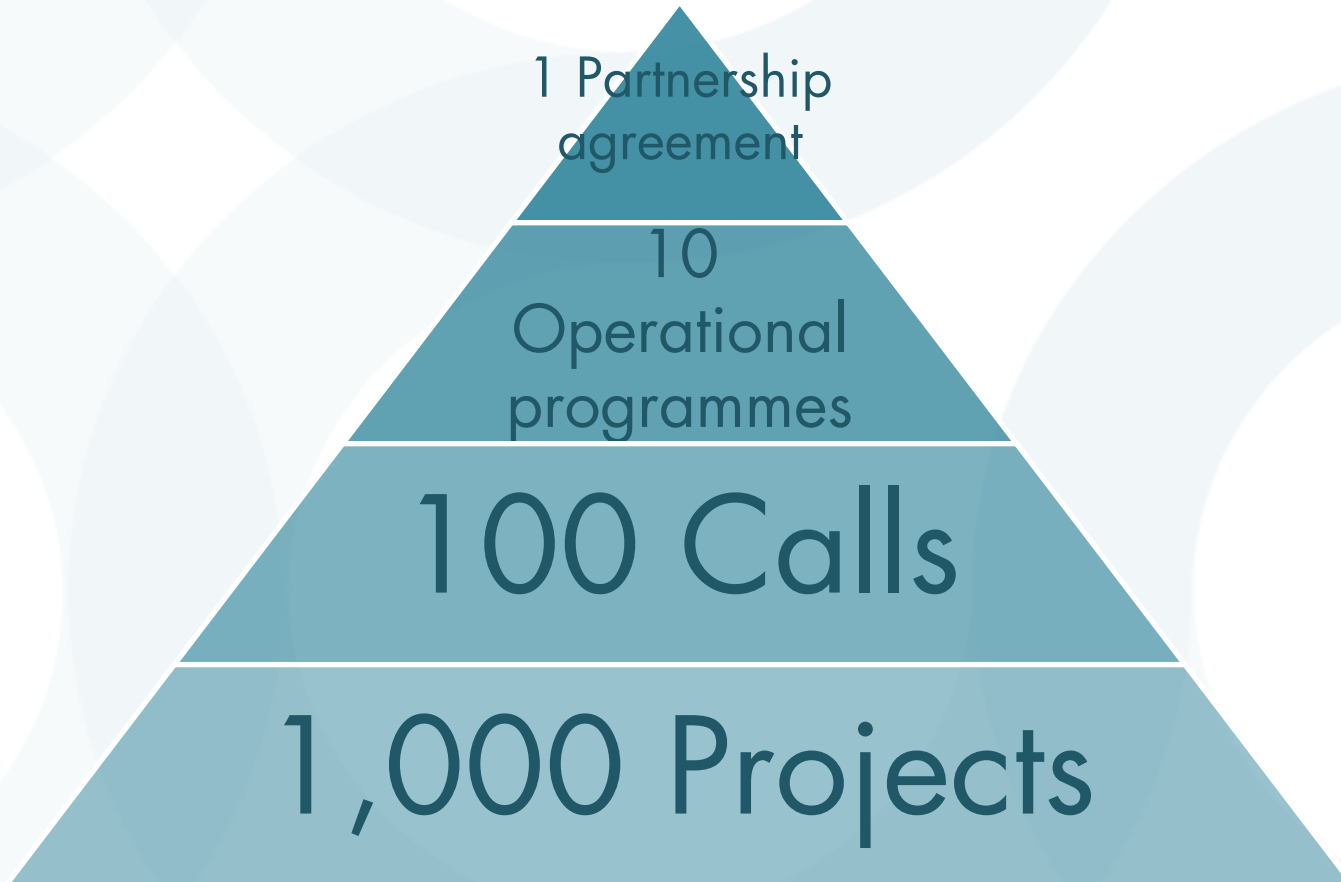 1 Partnership
agreement
10
Operational
programmes
100 Calls
1,000 Projects